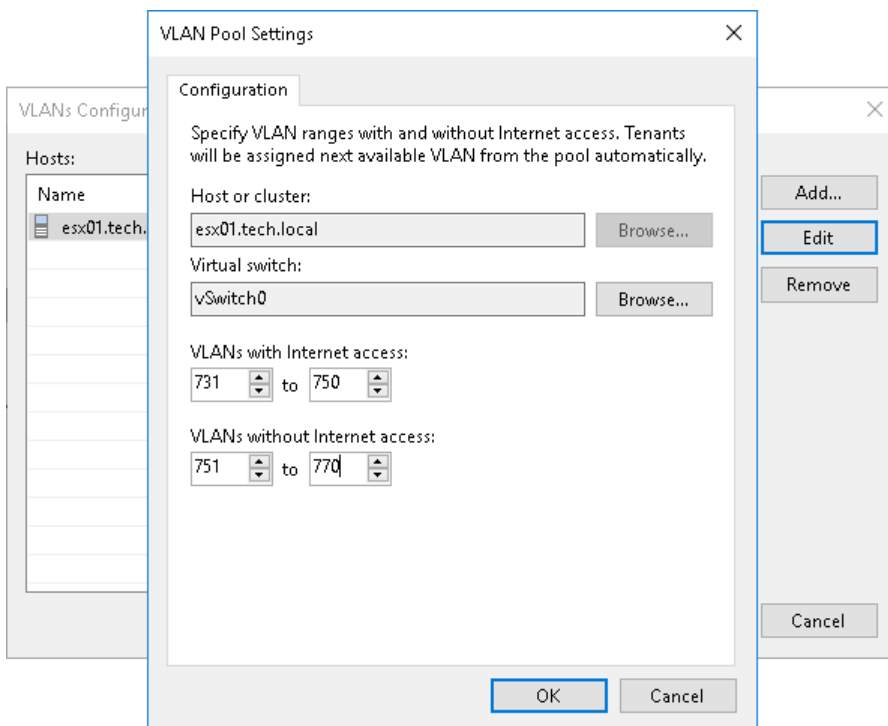 VLAN Pool Settings
VLANs Configur
Hosts:
Name
esx01.tech.
Configuration
Specify VLAN ranges with and without Internet access. Tenants
will be assigned next available VLAN from the pool automatically.
Host or cluster:
esx01.tech.local
Browse...
Virtual switch:
vSwitch0
Browse...
VLANs with Internet access:
731 to 750
VLANs without Internet access:
751 to 770
OK
Cancel
Add...
Edit
Remove
Cancel